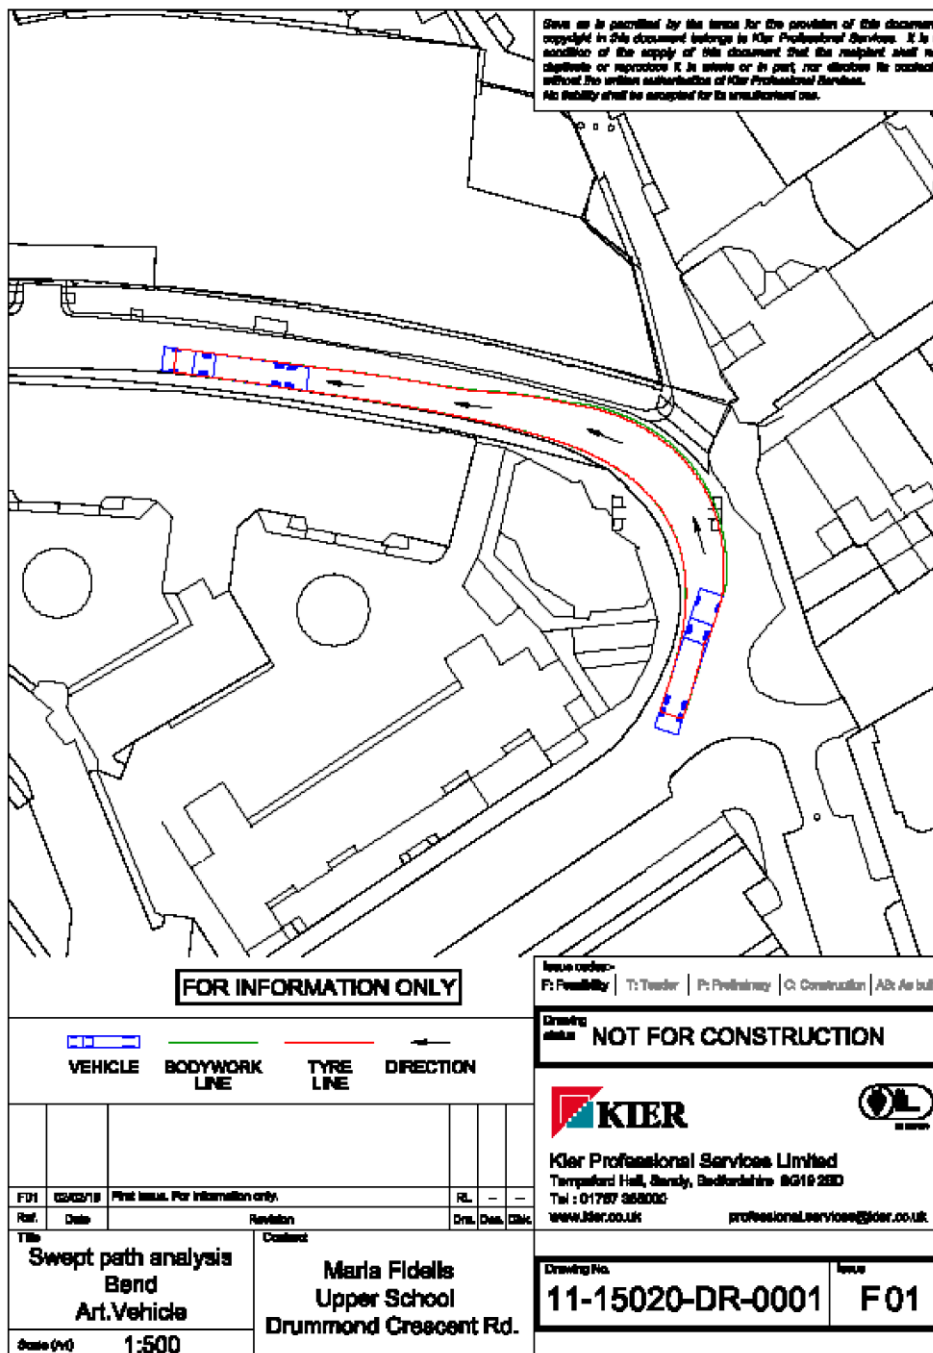 Save as is permitted by the terms for the provision of this document
copyright in this document belongs to Kier Professional Services. It is
condition of the supply of this document that the recipient shall
duplicate or reproduce it in whole or in part, nor disclose its
without the written authorisation of Kier Professional Services.
No liability shall be accepted for its unauthorised use.
FOR INFORMATION ONLY
VEHICLE BODYWORK LINE TYRE LINE DIRECTION
Issue codes:-
F: Feasibility T: Tender P: Preliminary C: Construction AB: As
Drawing status NOT FOR CONSTRUCTION
KIER
Kier Professional Services Limited
Tempsford Hall, Sandy, Bedfordshire SG19 2BD
Tel : 01767
www.kier.co.uk professional.services@kier.co.uk
F01 First issue. For information only. RL - -
Ref. Date Revision Drn. Des. Chk.
Title
Swept path analysis
Bend
Art.Vehicle
Scale 1:500
Content
Maria Fidelis
Upper School
Drummond Crescent Rd.
Drawing No.
11-15020-DR-0001
Issue
F01